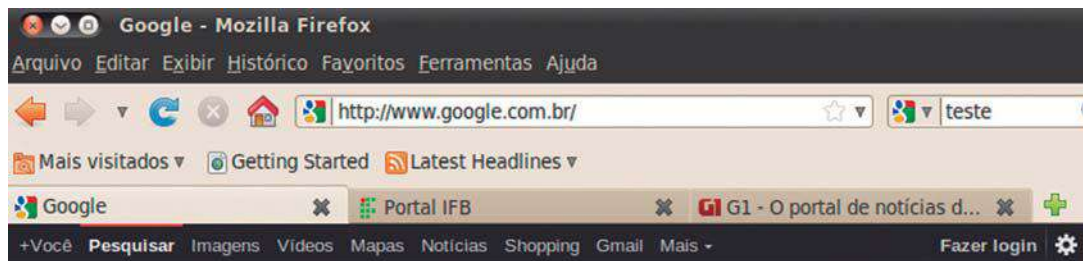 Google - Mozilla Firefox
Arquivo Editar Exibir Histórico Favoritos Ferramentas Ajuda
http://www.google.com.br/ teste
Mais visitados Getting Started Latest Headlines
Google Portal IFB G1 G1 - O portal de notícias d...
+Você Pesquisar Imagens Vídeos Mapas Notícias Shopping Gmail Mais Fazer login